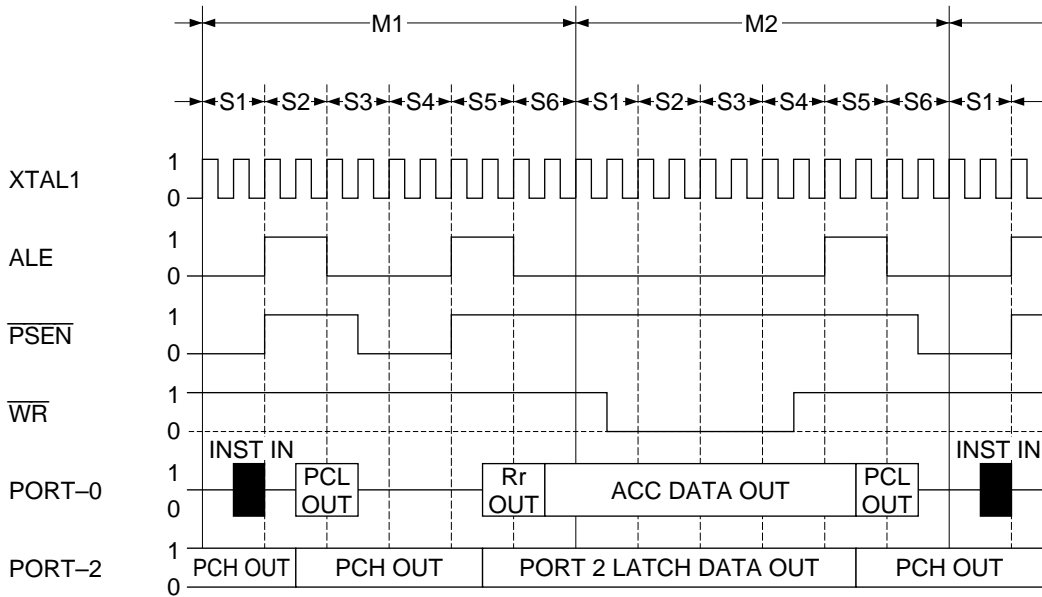 M1 M2
S1 S2 S3 S4 S5 S6 S1 S2 S3 S4 S5 S6 S1
XTAL1 1 0
ALE 1 0
PSEN 1 0
WR 1 0
INST IN INST IN
PORT–0 1 0 PCL OUT Rr OUT ACC DATA OUT PCL OUT
PORT–2 1 0 PCH OUT PCH OUT PORT 2 LATCH DATA OUT PCH OUT